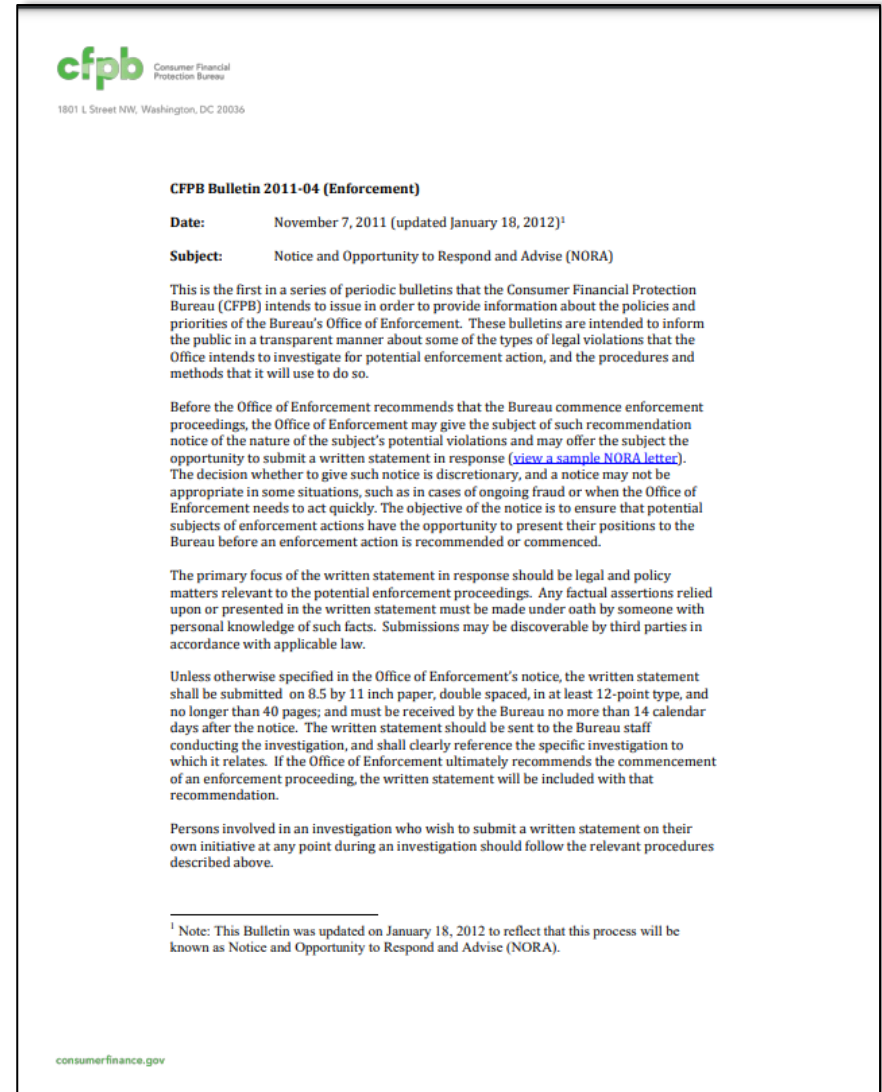 cfpb Consumer Financial
Protection Bureau
1801 L Street NW, Washington, DC 20036
CFPB Bulletin 2011-04 (Enforcement)
Date: November 7, 2011 (updated January 18, 2012)¹
Subject: Notice and Opportunity to Respond and Advise (NORA)
This is the first in a series of periodic bulletins that the Consumer Financial Protection
Bureau (CFPB) intends to issue in order to provide information about the policies and
priorities of the Bureau's Office of Enforcement. These bulletins are intended to inform
the public in a transparent manner about some of the types of legal violations that the
Office intends to investigate for potential enforcement action, and the procedures and
methods that it will use to do so.
Before the Office of Enforcement recommends that the Bureau commence enforcement
proceedings, the Office of Enforcement may give the subject of such recommendation
notice of the nature of the subject's potential violations and may offer the subject the
opportunity to submit a written statement in response (view a sample NORA letter).
The decision whether to give such notice is discretionary, and a notice may not be
appropriate in some situations, such as in cases of ongoing fraud or when the Office of
Enforcement needs to act quickly. The objective of the notice is to ensure that potential
subjects of enforcement actions have the opportunity to present their positions to the
Bureau before an enforcement action is recommended or commenced.
The primary focus of the written statement in response should be legal and policy
matters relevant to the potential enforcement proceedings. Any factual assertions relied
upon or presented in the written statement must be made under oath by someone with
personal knowledge of such facts. Submissions may be discoverable by third parties in
accordance with applicable law.
Unless otherwise specified in the Office of Enforcement's notice, the written statement
shall be submitted on 8.5 by 11 inch paper, double spaced, in at least 12-point type, and
no longer than 40 pages; and must be received by the Bureau no more than 14 calendar
days after the notice. The written statement should be sent to the Bureau staff
conducting the investigation, and shall clearly reference the specific investigation to
which it relates. If the Office of Enforcement ultimately recommends the commencement
of an enforcement proceeding, the written statement will be included with that
recommendation.
Persons involved in an investigation who wish to submit a written statement on their
own initiative at any point during an investigation should follow the relevant procedures
described above.
¹ Note: This Bulletin was updated on January 18, 2012 to reflect that this process will be
known as Notice and Opportunity to Respond and Advise (NORA).
consumerfinance.gov